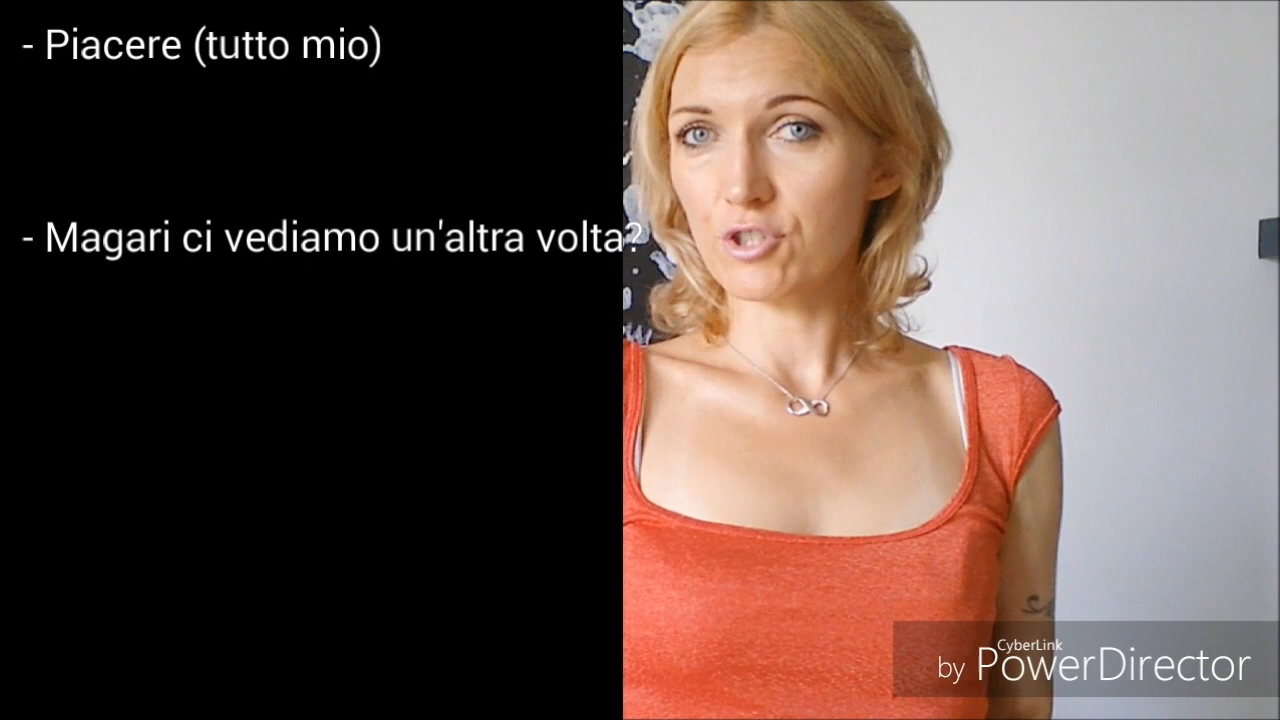 - Piacere (tutto mio)
- Magari ci vediamo un'altra volta?
CyberLink
by PowerDirector